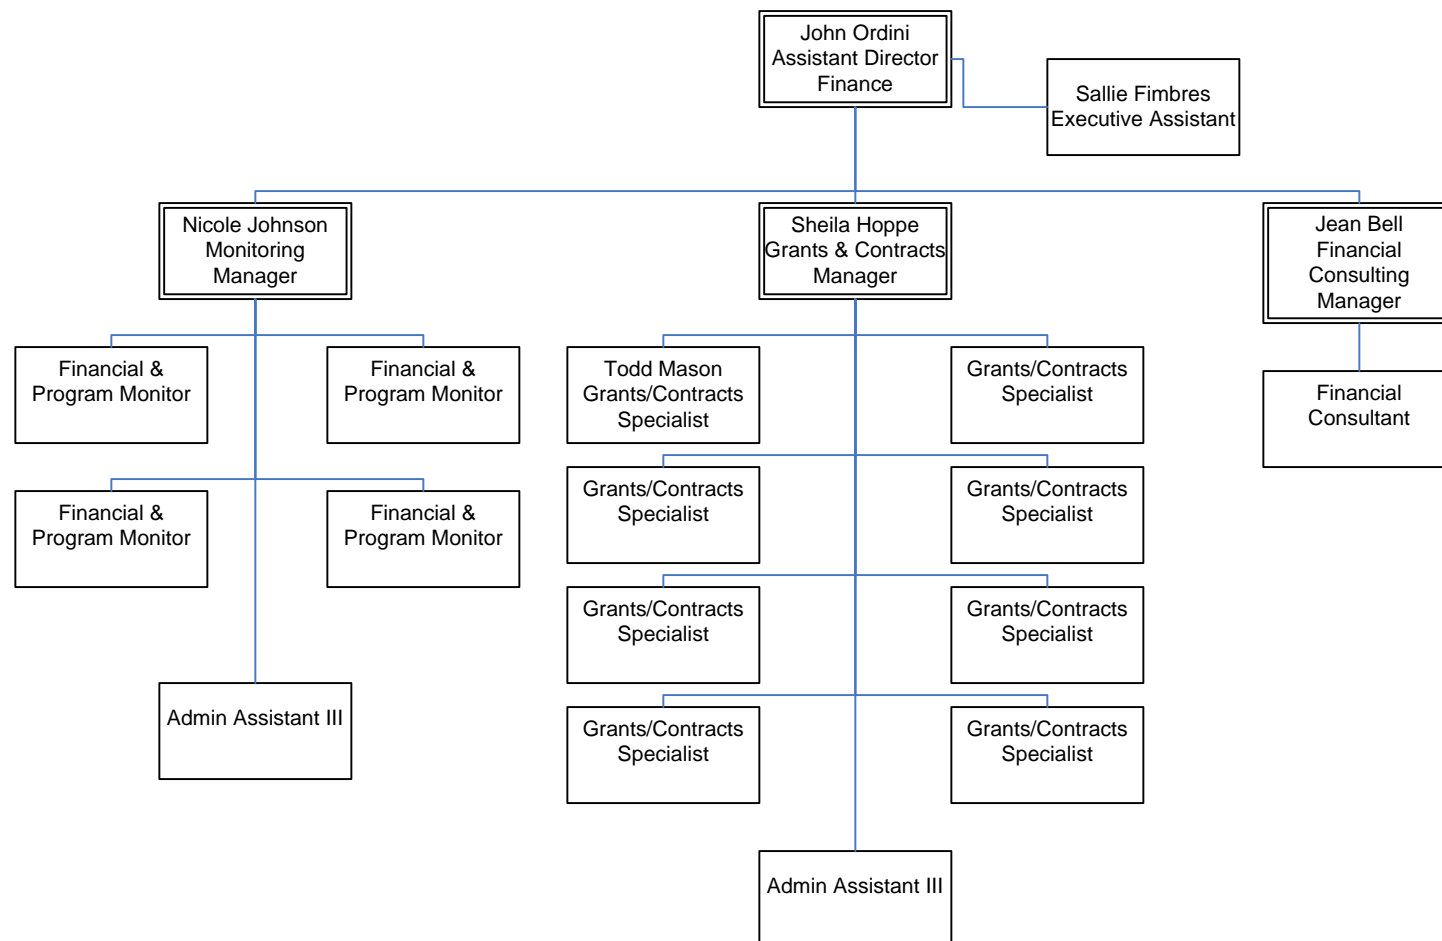 John Ordini
Assistant Director
Finance
Sallie Fimbres
Executive Assistant
Nicole Johnson
Monitoring
Manager
Sheila Hoppe
Grants & Contracts
Manager
Jean Bell
Financial
Consulting
Manager
Financial &
Program Monitor
Financial &
Program Monitor
Todd Mason
Grants/Contracts
Specialist
Grants/Contracts
Specialist
Financial
Consultant
Financial &
Program Monitor
Financial &
Program Monitor
Grants/Contracts
Specialist
Grants/Contracts
Specialist
Grants/Contracts
Specialist
Grants/Contracts
Specialist
Admin Assistant III
Grants/Contracts
Specialist
Grants/Contracts
Specialist
Admin Assistant III